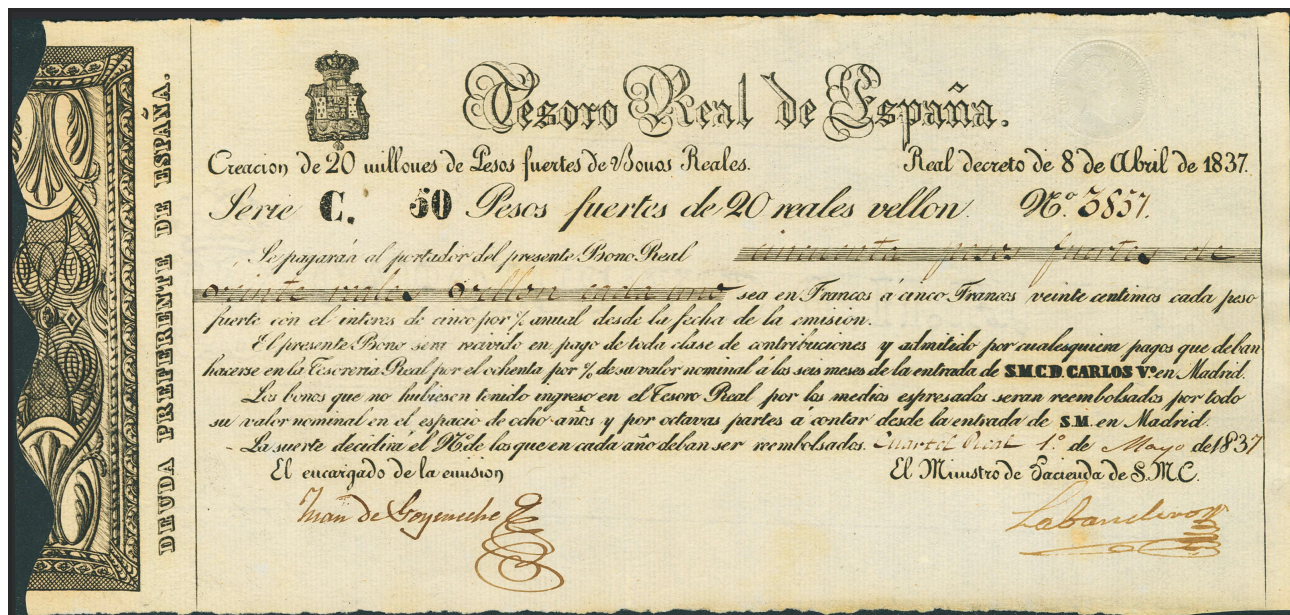 DEUDA PREFERENTE DE ESPAÑA.
Tesoro Real de España.
Creacion de 20 millones de Pesos fuertes de Bonos Reales. Real decreto de 8 de Abril de 1837.
Serie C. 50 Pesos fuertes de 20 reales vellon. Nº. 3857.
Se pagarán al portador del presente Bono Real cincuenta pesos fuertes de
veinte reales vellon cada uno sea en Francos á cinco Francos veinte centimos cada peso
fuerte con el interes de cinco por % anual desde la fecha de la emision.
El presente Bono sera recivido en pago de toda clase de contribuciones y admitido por cualesquiera pagos que deban
hacerse en la Tesoreria Real por el ochenta por % de su valor nominal á los seis meses de la entrada de S.M.C.D. CARLOS Vº. en Madrid.
Los bonos que no hubiesen tenido ingreso en el Tesoro Real por los medios espresados seran reembolsados por todo
su valor nominal en el espacio de ocho años y por octavas partes á contar desde la entrada de S.M. en Madrid.
La suerte decidirá el Nº. de los que en cada año deban ser reembolsados. Cuartel Real 1º. de Mayo de 1837
El encargado de la emision El Ministro de Hacienda de S.M.C.
Juan de Goyeneche Labandero